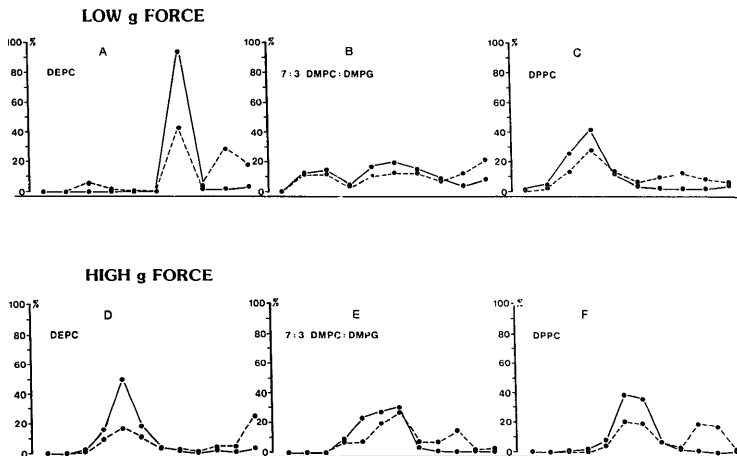 LOW g FORCE
100 % 100 % 100 %
A B C
80 80 80
DEPC 7:3 DMPC:DMPG DPPC
60 60 60
40 40 40
20 20 20
0 0 0
HIGH g FORCE
100 % 100 % 100
D E F
80 80 80
DEPC 7:3 DMPC:DMPG DPPC
60 60 60
40 40 40
20 20 20
0 0 0